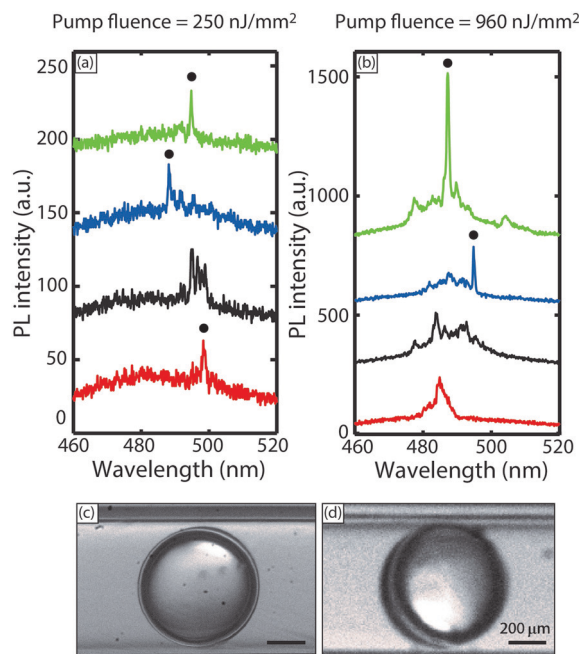 Pump fluence = 250 nJ/mm²
Pump fluence = 960 nJ/mm²
(a)
250
200
150
100
50
0
PL intensity (a.u.)
460
480
500
520
Wavelength (nm)
(b)
1500
1000
500
0
PL intensity (a.u.)
460
480
500
520
Wavelength (nm)
(c)
(d)
200 μm